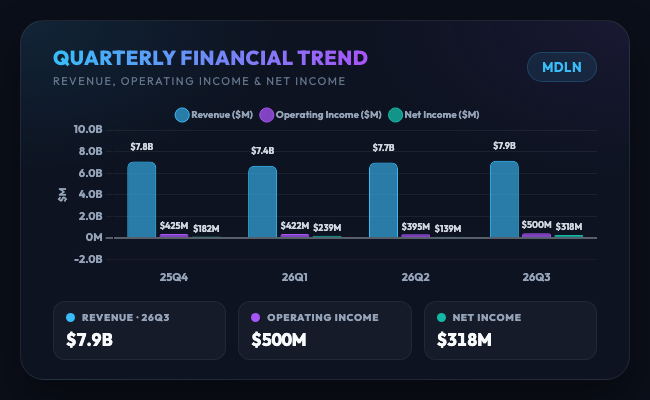 QUARTERLY FINANCIAL TREND
REVENUE, OPERATING INCOME & NET INCOME
MDLN
Revenue ($M) Operating Income ($M) Net Income ($M)
10.0B
8.0B
6.0B
4.0B
2.0B
0M
-2.0B
$M
$7.8B $425M $182M
$7.4B $422M $239M
$7.7B $395M $139M
$7.9B $500M $318M
25Q4 26Q1 26Q2 26Q3
REVENUE · 26Q3
$7.9B
OPERATING INCOME
$500M
NET INCOME
$318M